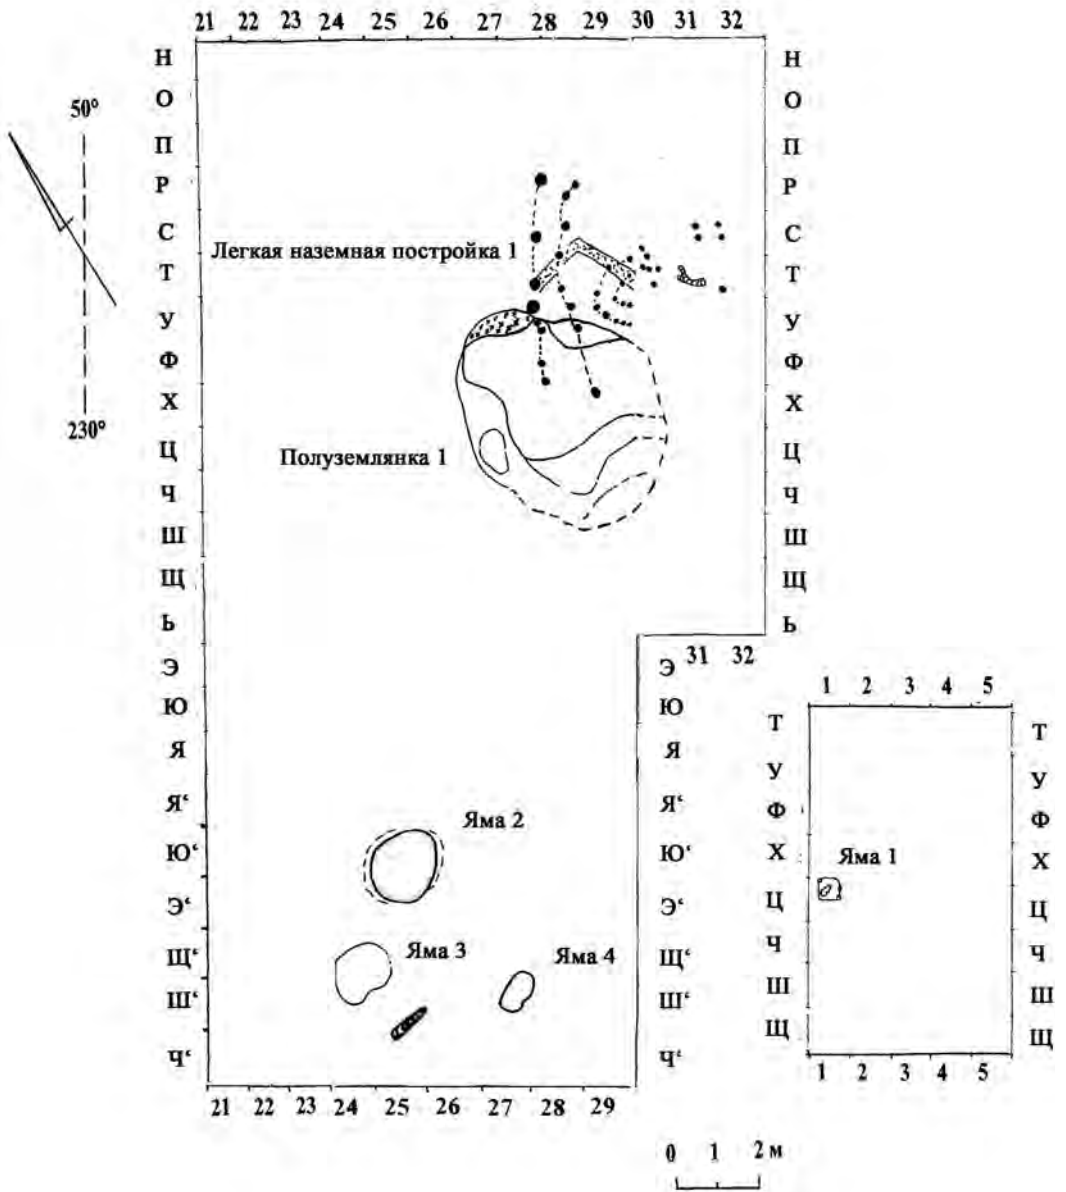 21 22 23 24 25 26 27 28 29 30 31 32
Н Н
О О
50°
П П
Р Р
С С
Легкая наземная постройка 1
Т Т
У У
Ф Ф
Х Х
230°
Ц Ц
Полуземлянка 1
Ч Ч
Ш Ш
Щ Щ
Ь Ь
Э Э 31 32
1 2 3 4 5
Ю Ю
Т Т
Я Я
У У
Я‘ Я‘
Ф Ф
Яма 2
Ю‘ Ю‘
Х Х
Яма 1
Э‘ Э‘
Ц Ц
Яма 3 Яма 4
Щ‘ Щ‘
Ч Ч
Ш‘ Ш‘
Ш Ш
Щ Щ
Ч‘ Ч‘
1 2 3 4 5
21 22 23 24 25 26 27 28 29
0 1 2 м